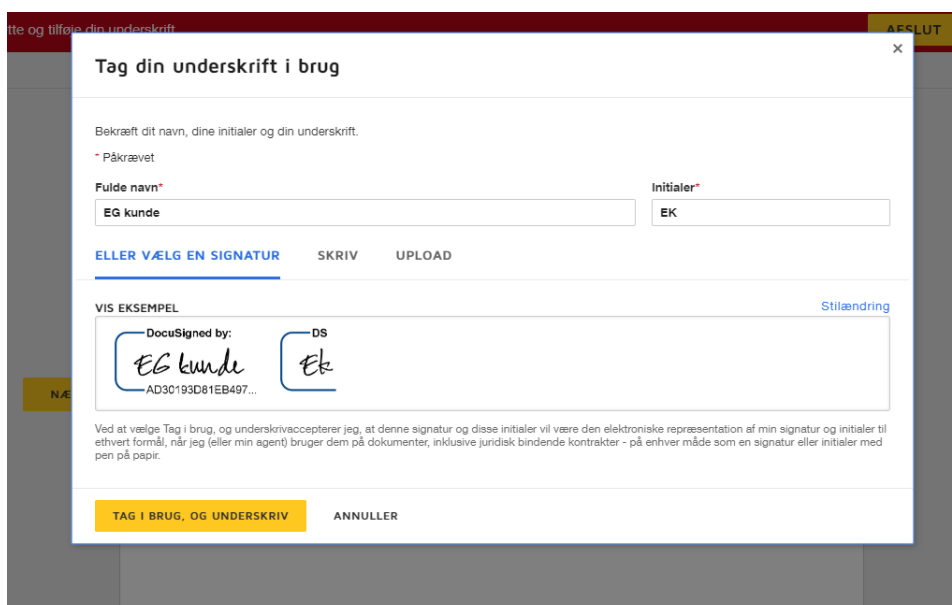 tte og tilføje din underskrift
AFSLUT
×
Tag din underskrift i brug
Bekræft dit navn, dine initialer og din underskrift.
* Påkrævet
Fulde navn*
Initialer*
EG kunde
EK
ELLER VÆLG EN SIGNATUR
SKRIV
UPLOAD
VIS EKSEMPEL
Stilændring
DocuSigned by:
DS
EG kunde
Ek
AD30193D81EB497...
NÆ
Ved at vælge Tag i brug, og underskrivaccepterer jeg, at denne signatur og disse initialer vil være den elektroniske repræsentation af min signatur og initialer til
ethvert formål, når jeg (eller min agent) bruger dem på dokumenter, inklusive juridisk bindende kontrakter - på enhver måde som en signatur eller initialer med
pen på papir.
TAG I BRUG, OG UNDERSKRIV
ANNULLER